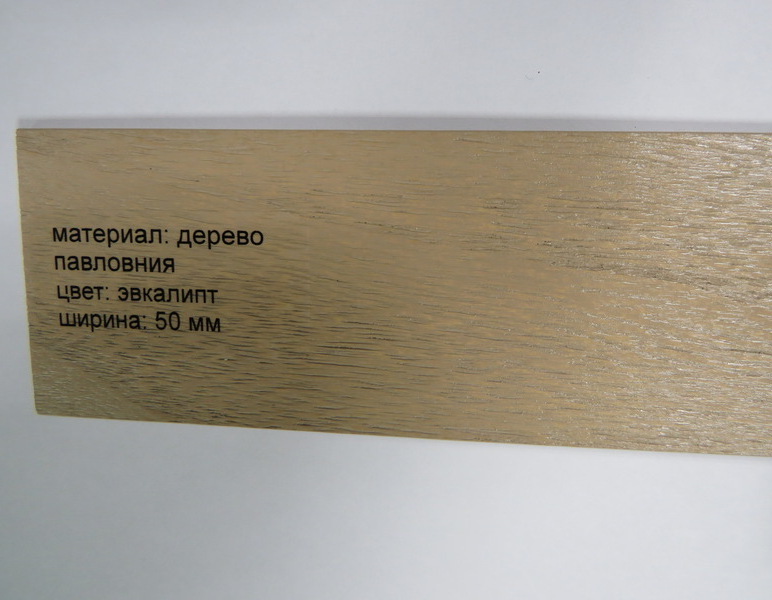 материал: дерево
павловния
цвет: эвкалипт
ширина: 50 мм